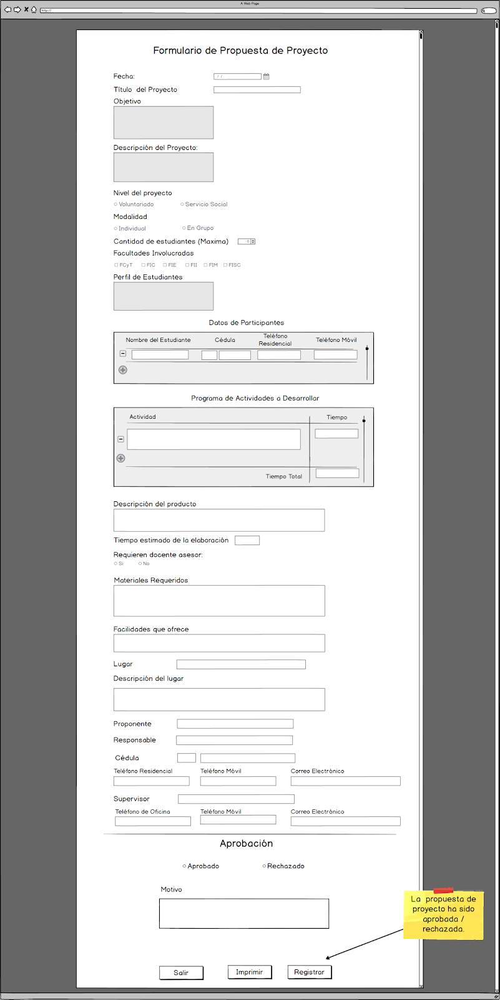 A Web Page
http://
Formulario de Propuesta de Proyecto
Fecha: / /
Título del Proyecto
Objetivo
Descripción del Proyecto:
Nivel del proyecto
Voluntariado Servicio Social
Modalidad
Individual En Grupo
Cantidad de estudiantes (Maxima) 0
Facultades Involucradas
FCyT FIC FIE FII FIM FISC
Perfil de Estudiantes
Datos de Participantes
Nombre del Estudiante Cédula Teléfono Residencial Teléfono Móvil
Programa de Actividades a Desarrollar
Actividad Tiempo
Tiempo Total
Descripción del producto
Tiempo estimado de la elaboración
Requieren docente asesor:
Si No
Materiales Requeridos
Facilidades que ofrece
Lugar
Descripción del lugar
Proponente
Responsable
Cédula
Teléfono Residencial Teléfono Móvil Correo Electrónico
Supervisor
Teléfono de Oficina Teléfono Móvil Correo Electrónico
Aprobación
Aprobado Rechazado
Motivo
La propuesta de
proyecto ha sido
aprobada /
rechazada.
Salir Imprimir Registrar